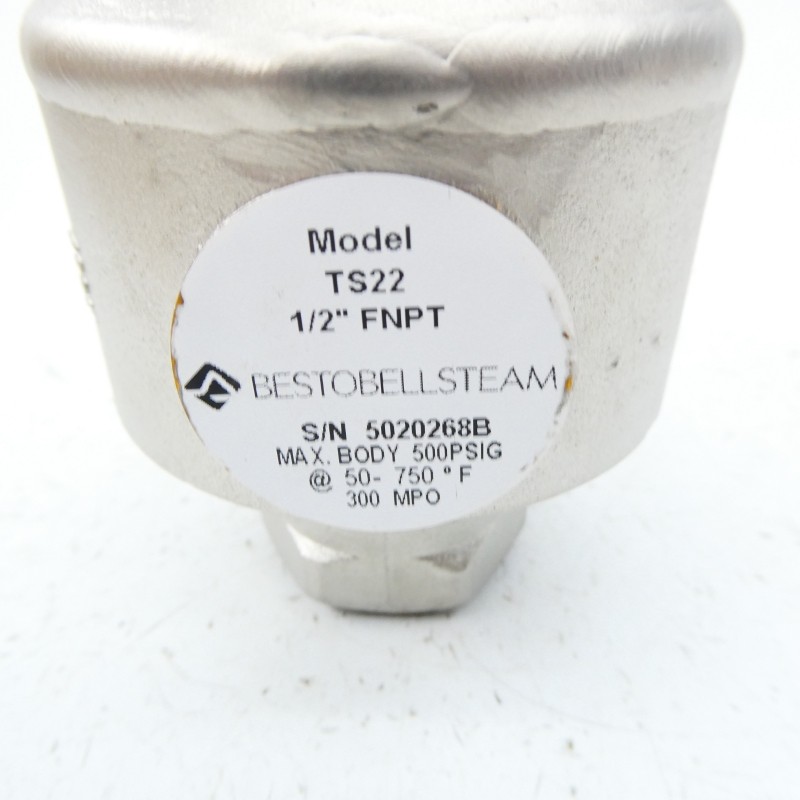 Model
TS22
1/2" FNPT
BESTOBELLSTEAM
S/N 5020268B
MAX. BODY 500PSIG
@ 50- 750 °F
300 MPO